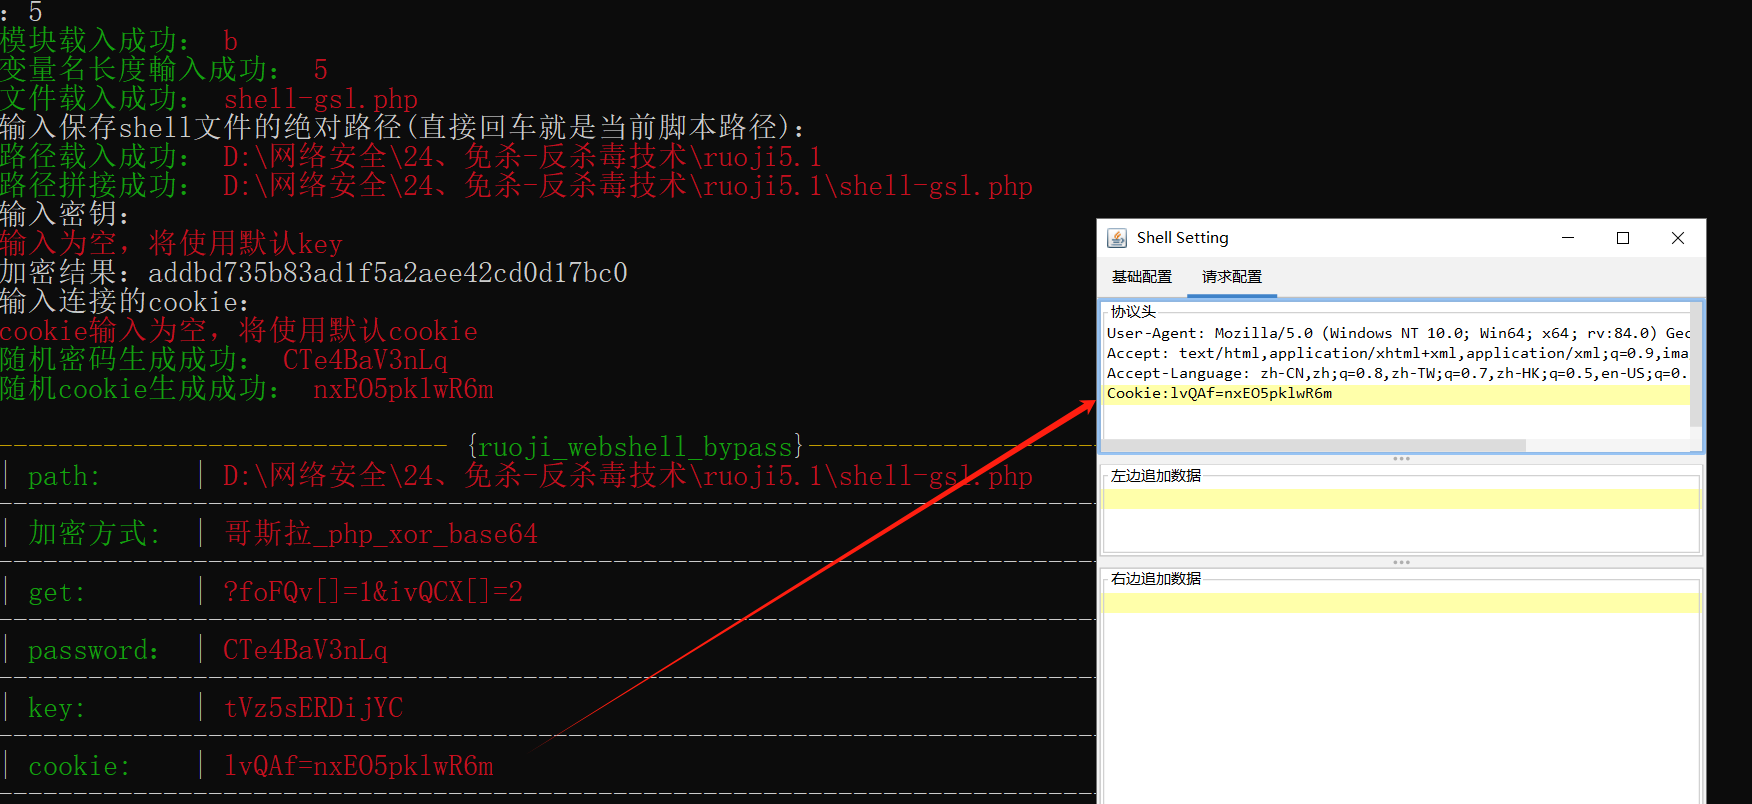 : 5
模块载入成功: b
变量名长度輸入成功: 5
文件载入成功: shell-gsl.php
输入保存shell文件的绝对路径(直接回车就是当前脚本路径):
路径载入成功: D:\网络安全\24、免杀-反杀毒技术\ruoji5.1
路径拼接成功: D:\网络安全\24、免杀-反杀毒技术\ruoji5.1\shell-gsl.php
输入密钥:
输入为空, 将使用默认key
加密结果: addbd735b83ad1f5a2aee42cd0d17bc0
输入连接的cookie:
cookie输入为空, 将使用默认cookie
随机密码生成成功: CTe4BaV3nLq
随机cookie生成成功: nxEO5pklwR6m
------------------------------ {ruoji_webshell_bypass}-----------------------------
| path: | D:\网络安全\24、免杀-反杀毒技术\ruoji5.1\shell-gsl.php
| 加密方式: | 哥斯拉_php_xor_base64
| get: | ?foFQv[]=1&ivQCX[]=2
| password: | CTe4BaV3nLq
| key: | tVz5sERDijYC
| cookie: | lvQAf=nxEO5pklwR6m
Shell Setting
基础配置 请求配置
协议头
User-Agent: Mozilla/5.0 (Windows NT 10.0; Win64; x64; rv:84.0) Gec
Accept: text/html,application/xhtml+xml,application/xml;q=0.9,ima
Accept-Language: zh-CN,zh;q=0.8,zh-TW;q=0.7,zh-HK;q=0.5,en-US;q=0.
Cookie:lvQAf=nxEO5pklwR6m
左边追加数据
右边追加数据